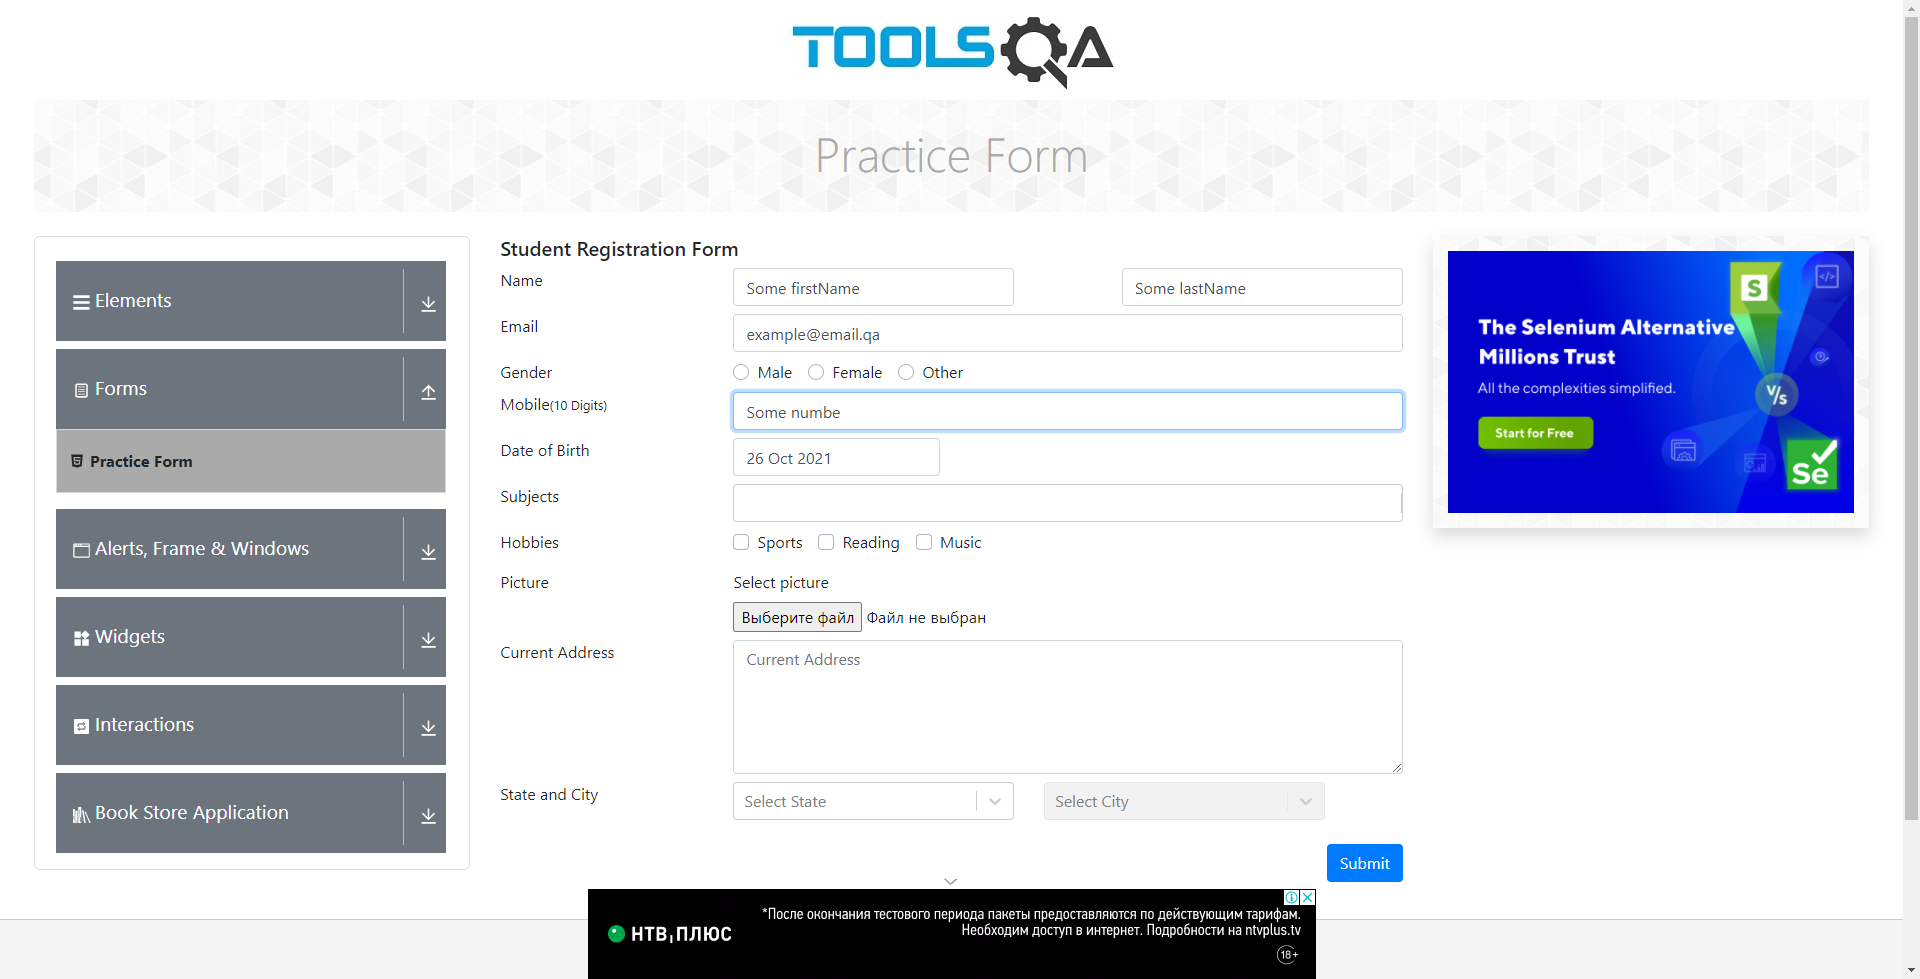 TOOLSQA
Practice Form
Elements
Forms
Practice Form
Alerts, Frame & Windows
Widgets
Interactions
Book Store Application
Student Registration Form
Name
Some firstName
Some lastName
Email
example@email.qa
Gender
Male
Female
Other
Mobile(10 Digits)
Some numbe
Date of Birth
26 Oct 2021
Subjects
Hobbies
Sports
Reading
Music
Picture
Select picture
Выберите файл
Файл не выбран
Current Address
Current Address
State and City
Select State
Select City
Submit
S
</>
The Selenium Alternative
Millions Trust
All the complexities simplified.
V/s
Start for Free
Se
НТВ ПЛЮС
*После окончания тестового периода пакеты предоставляются по действующим тарифам.
Необходим доступ в интернет. Подробности на ntvplus.tv
18+